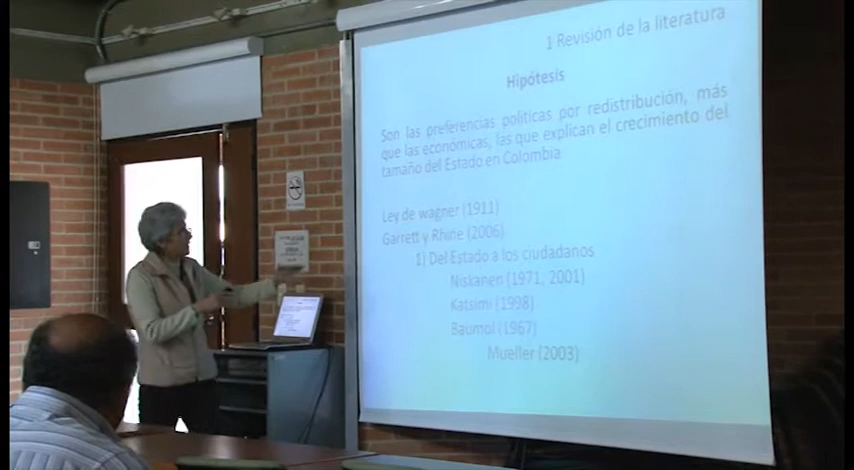 1 Revisión de la literatura
Hipótesis
Son las preferencias políticas por redistribución, más
que las económicas, las que explican el crecimiento del
tamaño del Estado en Colombia
Ley de wagner (1911)
Garrett y Rhine (2006)
1) Del Estado a los ciudadanos
Niskanen (1971, 2001)
Katsimi (1998)
Baumol (1967)
Mueller (2003)